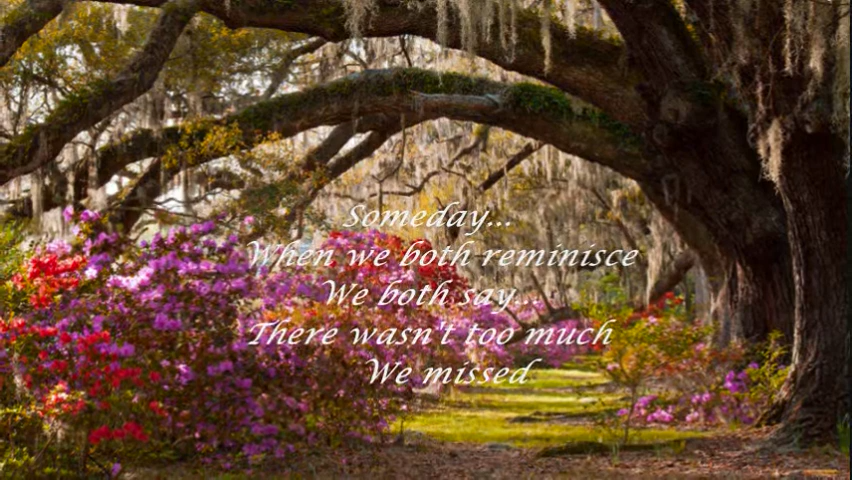 Someday...
When we both reminisce
We both say...
There wasn't too much
We missed